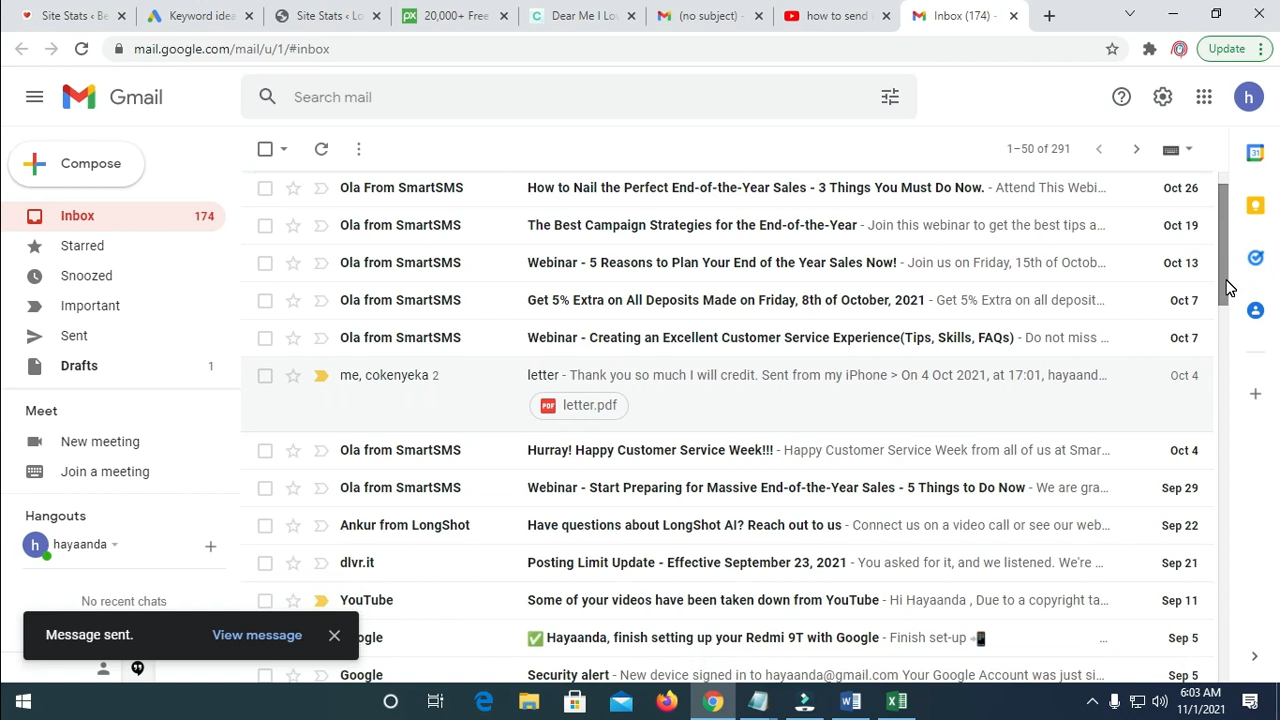 Site Stats: Be
Keyword idea
Site Stats ‹ Lo
20,000+ Free
Dear Me I Lov
(no subject) -
how to send l
Inbox (174) -
mail.google.com/mail/u/1/#inbox
Update
Gmail
Search mail
h
Compose
1–50 of 291
Inbox 174
Starred
Snoozed
Important
Sent
Drafts 1
Meet
New meeting
Join a meeting
Hangouts
h hayaanda
No recent chats
Ola From SmartSMS How to Nail the Perfect End-of-the-Year Sales - 3 Things You Must Do Now. - Attend This Webi… Oct 26
Ola from SmartSMS The Best Campaign Strategies for the End-of-the-Year - Join this webinar to get the best tips a… Oct 19
Ola from SmartSMS Webinar - 5 Reasons to Plan Your End of the Year Sales Now! - Join us on Friday, 15th of Octob… Oct 13
Ola from SmartSMS Get 5% Extra on All Deposits Made on Friday, 8th of October, 2021 - Get 5% Extra on all deposit… Oct 7
Ola from SmartSMS Webinar - Creating an Excellent Customer Service Experience(Tips, Skills, FAQs) - Do not miss … Oct 7
me, cokenyeka 2 letter - Thank you so much I will credit. Sent from my iPhone > On 4 Oct 2021, at 17:01, hayaand… Oct 4
PDF letter.pdf
Ola from SmartSMS Hurray! Happy Customer Service Week!!! - Happy Customer Service Week from all of us at Smar… Oct 4
Ola from SmartSMS Webinar - Start Preparing for Massive End-of-the-Year Sales - 5 Things to Do Now - We are gra… Sep 29
Ankur from LongShot Have questions about LongShot AI? Reach out to us - Connect us on a video call or see our web… Sep 22
dlvr.it Posting Limit Update - Effective September 23, 2021 - You asked for it, and we listened. We're … Sep 21
YouTube Some of your videos have been taken down from YouTube - Hi Hayaanda , Due to a copyright ta… Sep 11
ogle ✅ Hayaanda, finish setting up your Redmi 9T with Google - Finish set-up 📲 … Sep 5
Google Security alert - New device signed in to hayaanda@gmail.com Your Google Account was just si… Sep 5
Message sent. View message
31
6:03 AM
11/1/2021